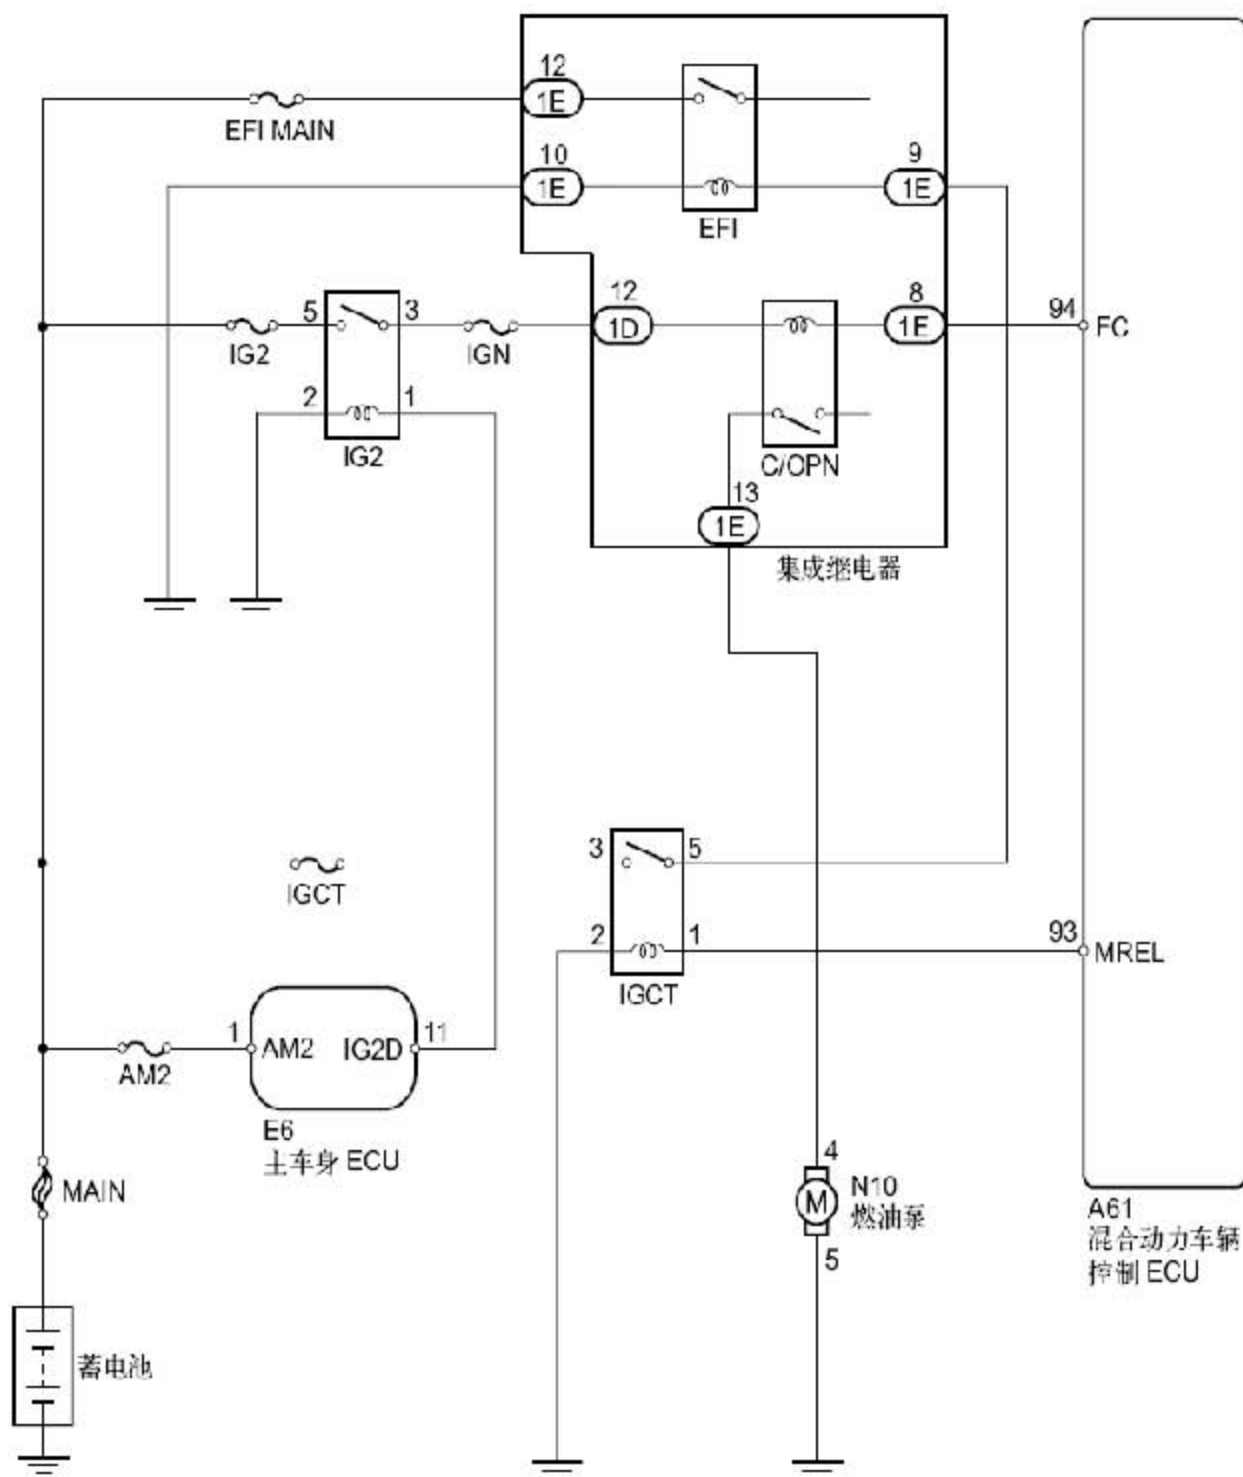 12
1E
EFI MAIN
10
1E
9
1E
EFI
5
3
12
8
94
IG2
IGN
1D
1E
FC
2
1
IG2
C/OPN
13
1E
集成继电器
3
5
IGCT
2
1
93
MREL
IGCT
1
AM2
IG2D
11
AM2
E6
主车身 ECU
4
MAIN
M
N10
燃油泵
5
A61
混合动力车辆
控制 ECU
蓄电池